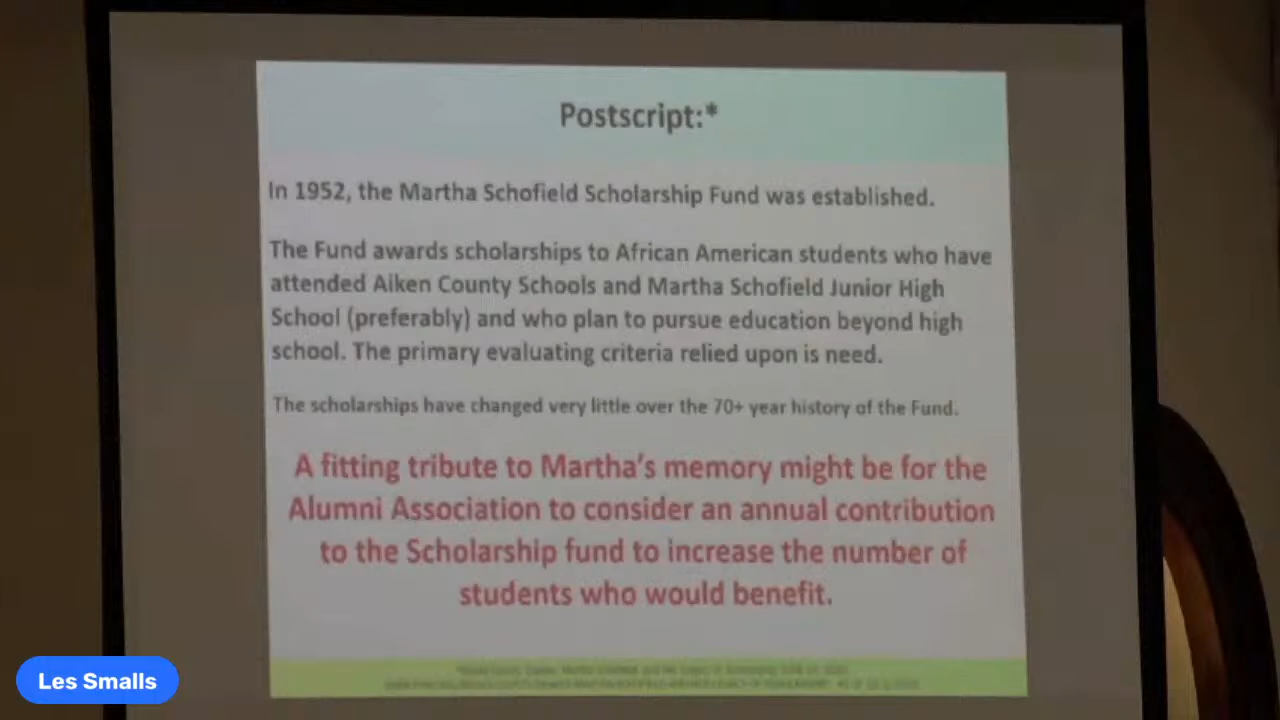 Postscript:*
In 1952, the Martha Schofield Scholarship Fund was established.
The Fund awards scholarships to African American students who have
attended Aiken County Schools and Martha Schofield Junior High
School (preferably) and who plan to pursue education beyond high
school. The primary evaluating criteria relied upon is need.
The scholarships have changed very little over the 70+ year history of the Fund.
A fitting tribute to Martha's memory might be for the
Alumni Association to consider an annual contribution
to the Scholarship fund to increase the number of
students who would benefit.
Les Smalls